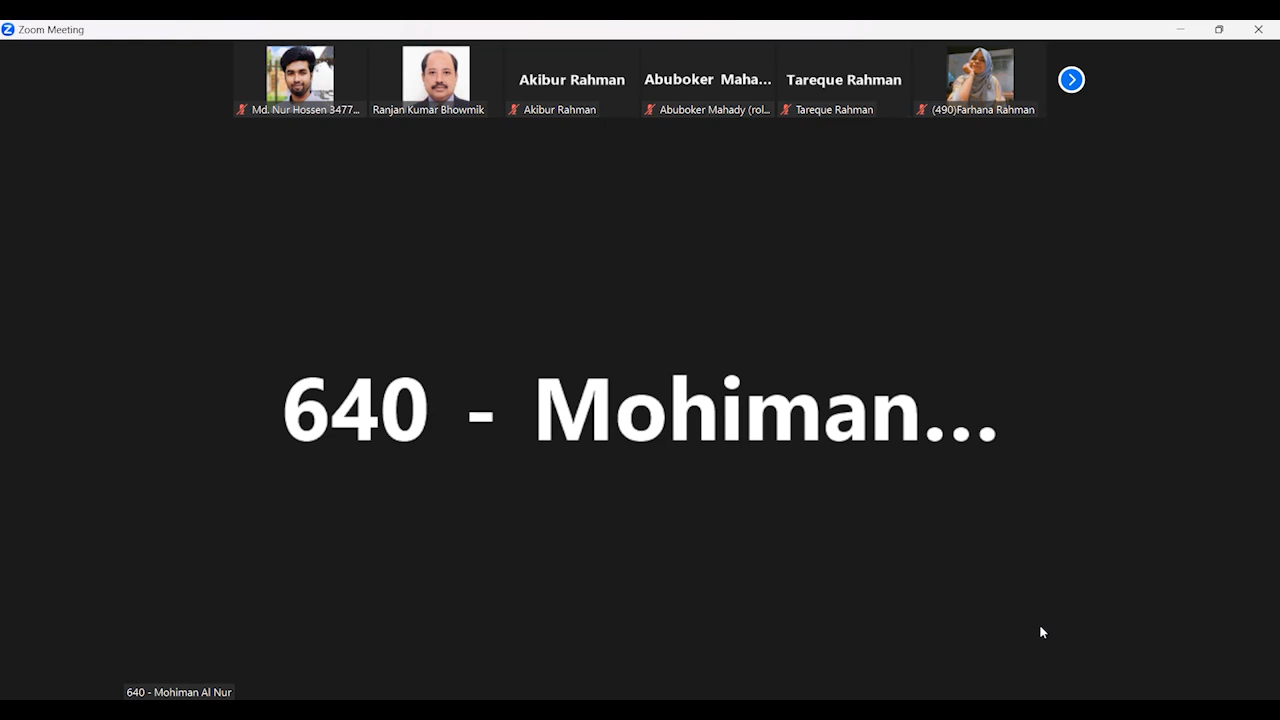 Zoom Meeting
Akibur Rahman
Abuboker Maha...
Tareque Rahman
Md. Nur Hossen 3477...
Ranjan Kumar Bhowmik
Akibur Rahman
Abuboker Mahady (rol...
Tareque Rahman
(490)Farhana Rahman
640 - Mohiman...
640 - Mohiman Al Nur